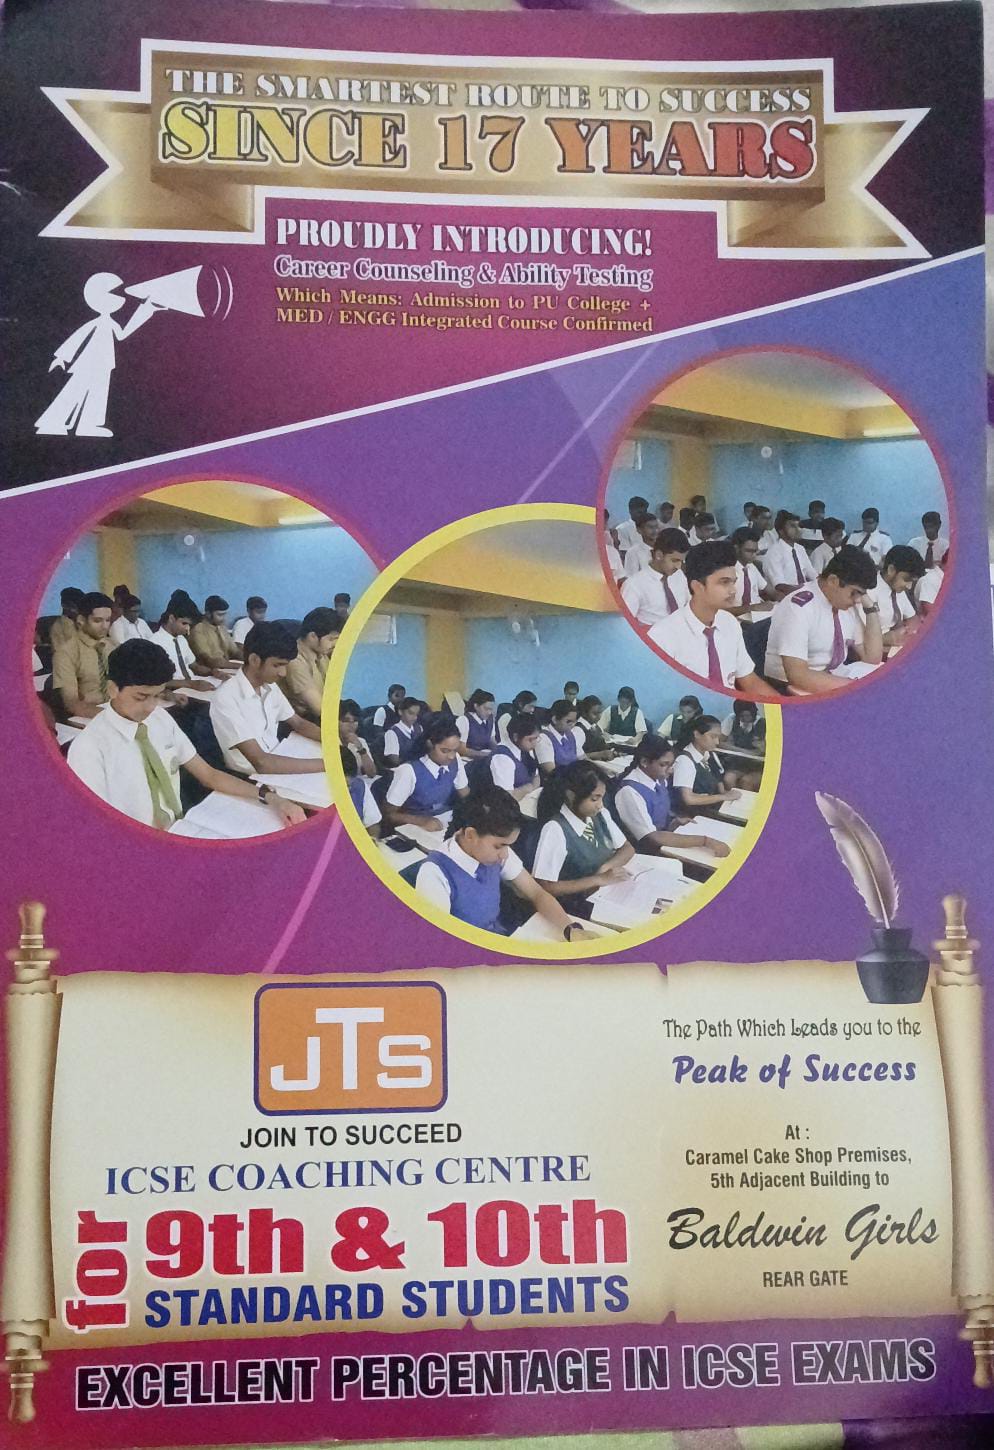 THE SMARTEST ROUTE TO SUCCESS
SINCE 17 YEARS
PROUDLY INTRODUCING!
Career Counseling & Ability Testing
Which Means: Admission to PU College +
MED / ENGG Integrated Course Confirmed
JTS
JOIN TO SUCCEED
ICSE COACHING CENTRE
for 9th & 10th
STANDARD STUDENTS
The Path Which Leads you to the
Peak of Success
At :
Caramel Cake Shop Premises,
5th Adjacent Building to
Baldwin Girls
REAR GATE
EXCELLENT PERCENTAGE IN ICSE EXAMS